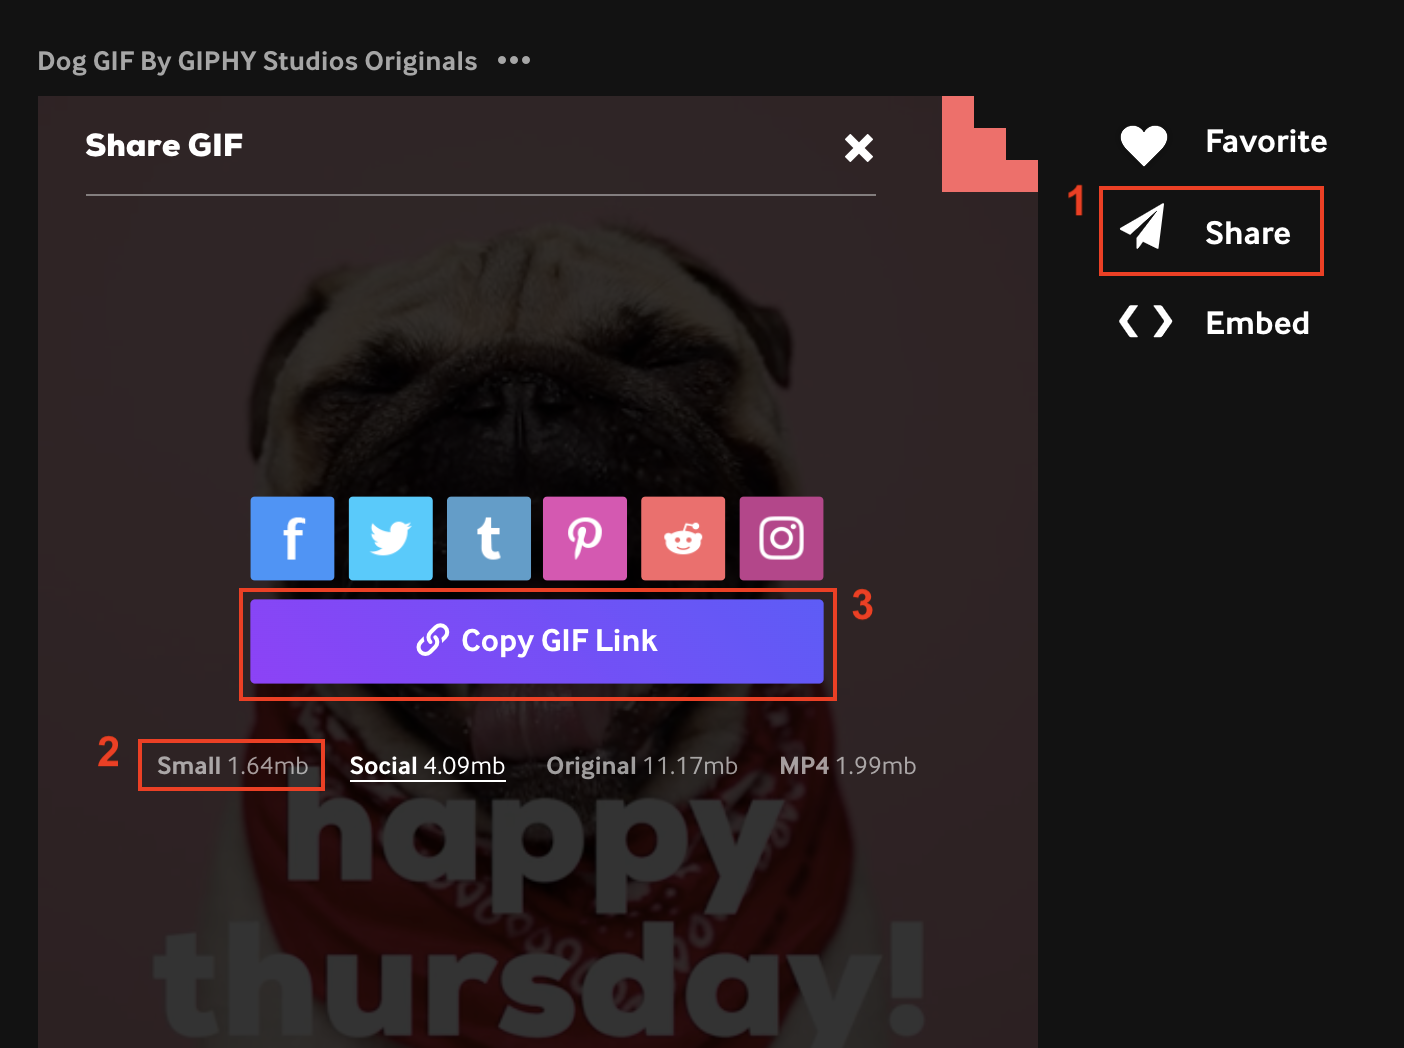 Dog GIF By GIPHY Studios Originals •••
Share GIF
Favorite
1
Share
Embed
f t
3
Copy GIF Link
2
Small 1.64mb Social 4.09mb Original 11.17mb MP4 1.99mb
happy
thursday!